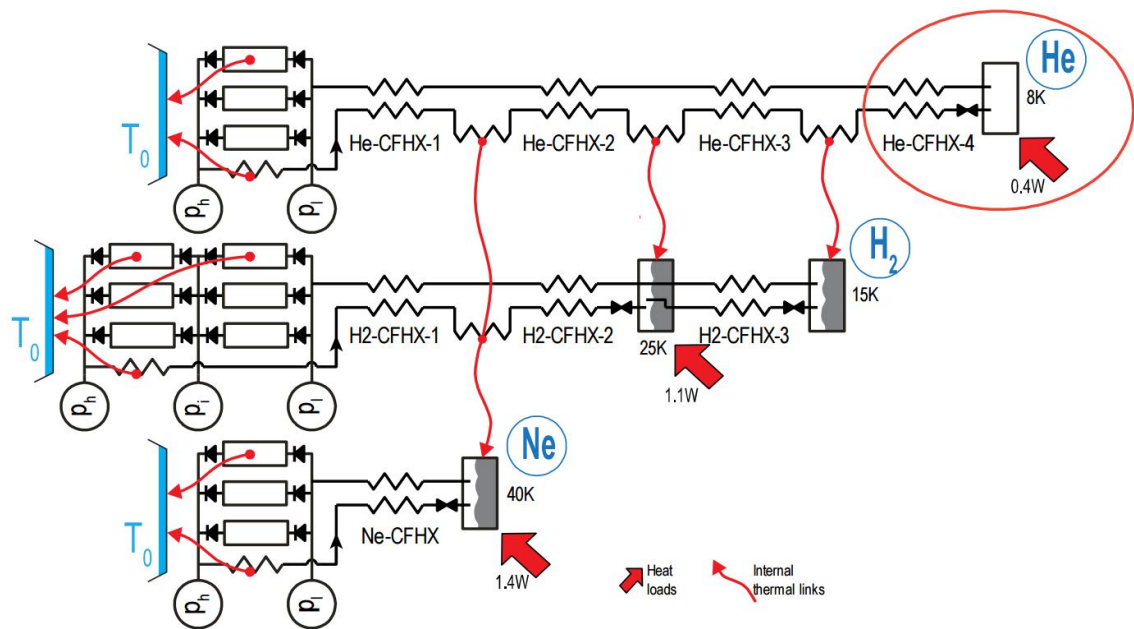 He
8K
T0
He-CFHX-1
He-CFHX-2
He-CFHX-3
He-CFHX-4
0.4W
ph
pl
H2
15K
T0
H2-CFHX-1
H2-CFHX-2
25K
H2-CFHX-3
1.1W
ph
pi
pl
Ne
40K
T0
Ne-CFHX
1.4W
Heat
loads
Internal
thermal links
ph
pl